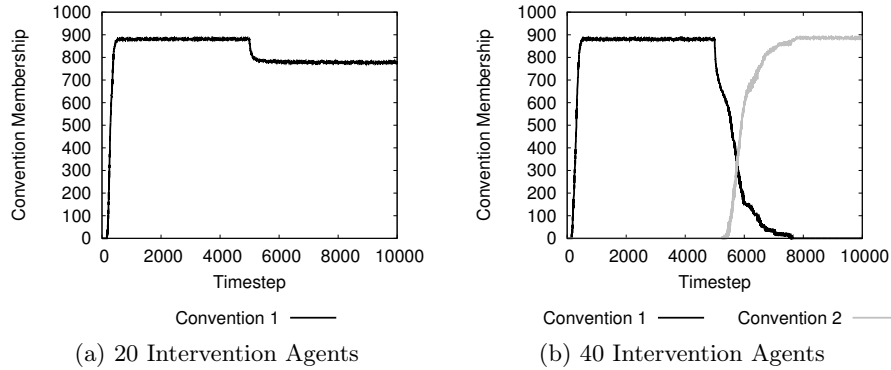 Convention Membership
1000
900
800
700
600
500
400
300
200
100
0
0 2000 4000 6000 8000 10000
Timestep
Convention 1
(a) 20 Intervention Agents
Convention Membership
1000
900
800
700
600
500
400
300
200
100
0
0 2000 4000 6000 8000 10000
Timestep
Convention 1 Convention 2
(b) 40 Intervention Agents